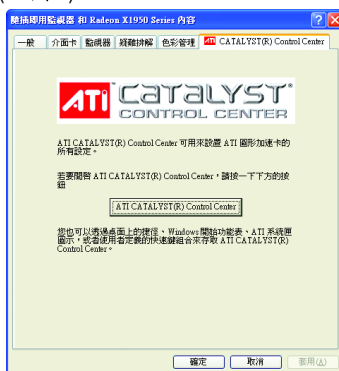 隨插即用監視器 和 Radeon X1950 Series 內容
一般 介面卡 監視器 疑難排解 色彩管理 ATI CATALYST(R) Control Center
ATI CATALYST®
CONTROL CENTER
ATI CATALYST(R) Control Center 可用來設置 ATI 圖形加速卡的
所有設定。
若要開啓 ATI CATALYST(R) Control Center,請按一下下方的按
鈕
ATI CATALYST(R) Control Center
您也可以透過桌面上的捷徑、Windows 開始功能表、ATI 系統匣
圖示,或者使用者定義的快速鍵組合來存取 ATI CATALYST(R)
Control Center。
確定 取消 套用(A)